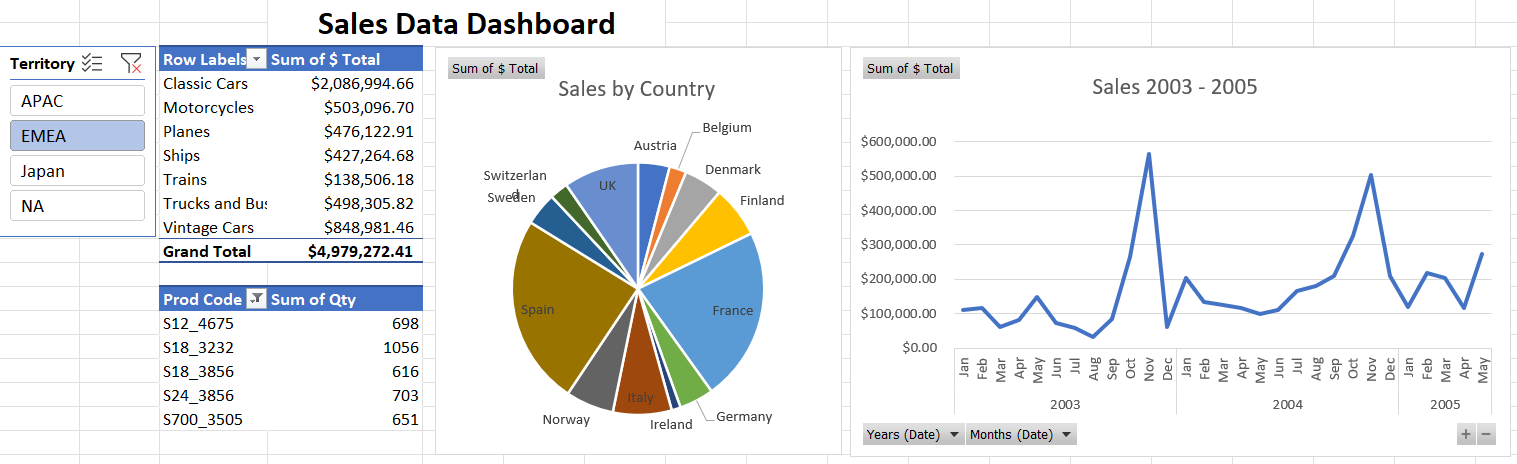 Sales Data Dashboard
Territory
APAC
EMEA
Japan
NA
Row Labels Sum of $ Total
Classic Cars $2,086,994.66
Motorcycles $503,096.70
Planes $476,122.91
Ships $427,264.68
Trains $138,506.18
Trucks and Bu $498,305.82
Vintage Cars $848,981.46
Grand Total $4,979,272.41
Prod Code Sum of Qty
S12_4675 698
S18_3232 1056
S18_3856 616
S24_3856 703
S700_3505 651
Sum of $ Total
Sales by Country
Belgium
Austria
Denmark
Switzerlan
d
UK
Sweden
Finland
Spain
France
Italy
Norway
Ireland
Germany
Sum of $ Total
Sales 2003 - 2005
$600,000.00
$500,000.00
$400,000.00
$300,000.00
$200,000.00
$100,000.00
$0.00
Jan Feb Mar Apr May Jun Jul Aug Sep Oct Nov Dec Jan Feb Mar Apr May Jun Jul Aug Sep Oct Nov Dec Jan Feb Mar Apr May
2003 2004 2005
Years (Date) Months (Date) + −